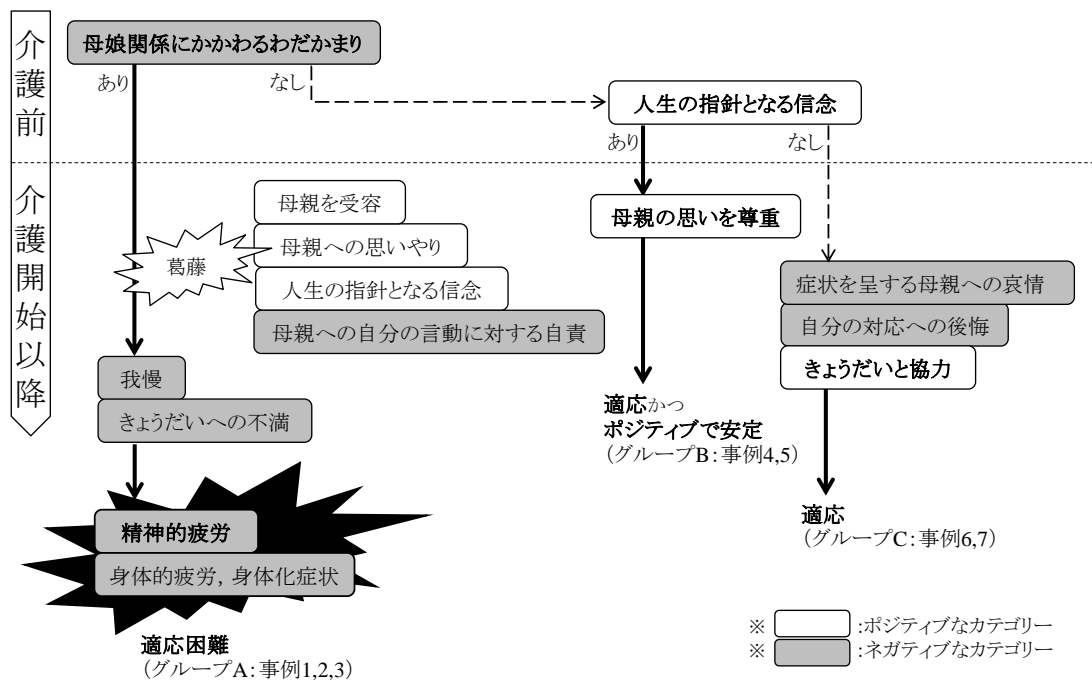 介護前
母娘関係にかかわるわだかまり
あり
なし
人生の指針となる信念
あり
なし
介護開始以降
母親を受容
母親への思いやり
葛藤
人生の指針となる信念
母親への自分の言動に対する自責
母親の思いを尊重
症状を呈する母親への哀情
自分の対応への後悔
きょうだいと協力
我慢
きょうだいへの不満
適応かつ
ポジティブで安定
(グループB:事例4,5)
精神的疲労
身体的疲労, 身体化症状
適応
(グループC:事例6,7)
適応困難
(グループA:事例1,2,3)
※ :ポジティブなカテゴリー
※ :ネガティブなカテゴリー